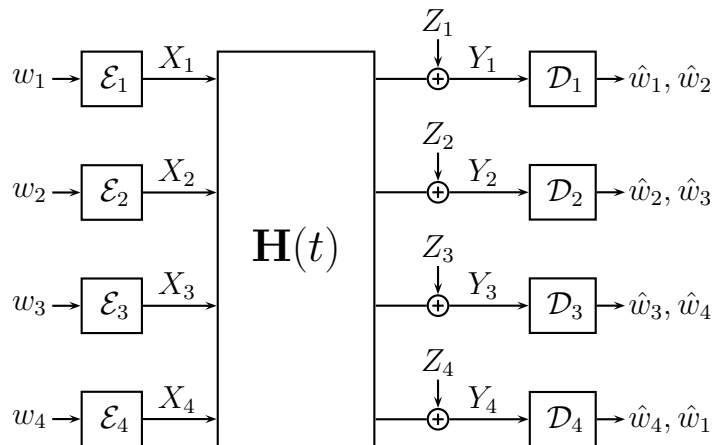 Z₁
w₁ ℰ₁ X₁ Y₁ 𝒟₁ ŵ₁, ŵ₂
Z₂
w₂ ℰ₂ X₂ Y₂ 𝒟₂ ŵ₂, ŵ₃
H(t)
Z₃
w₃ ℰ₃ X₃ Y₃ 𝒟₃ ŵ₃, ŵ₄
Z₄
w₄ ℰ₄ X₄ Y₄ 𝒟₄ ŵ₄, ŵ₁